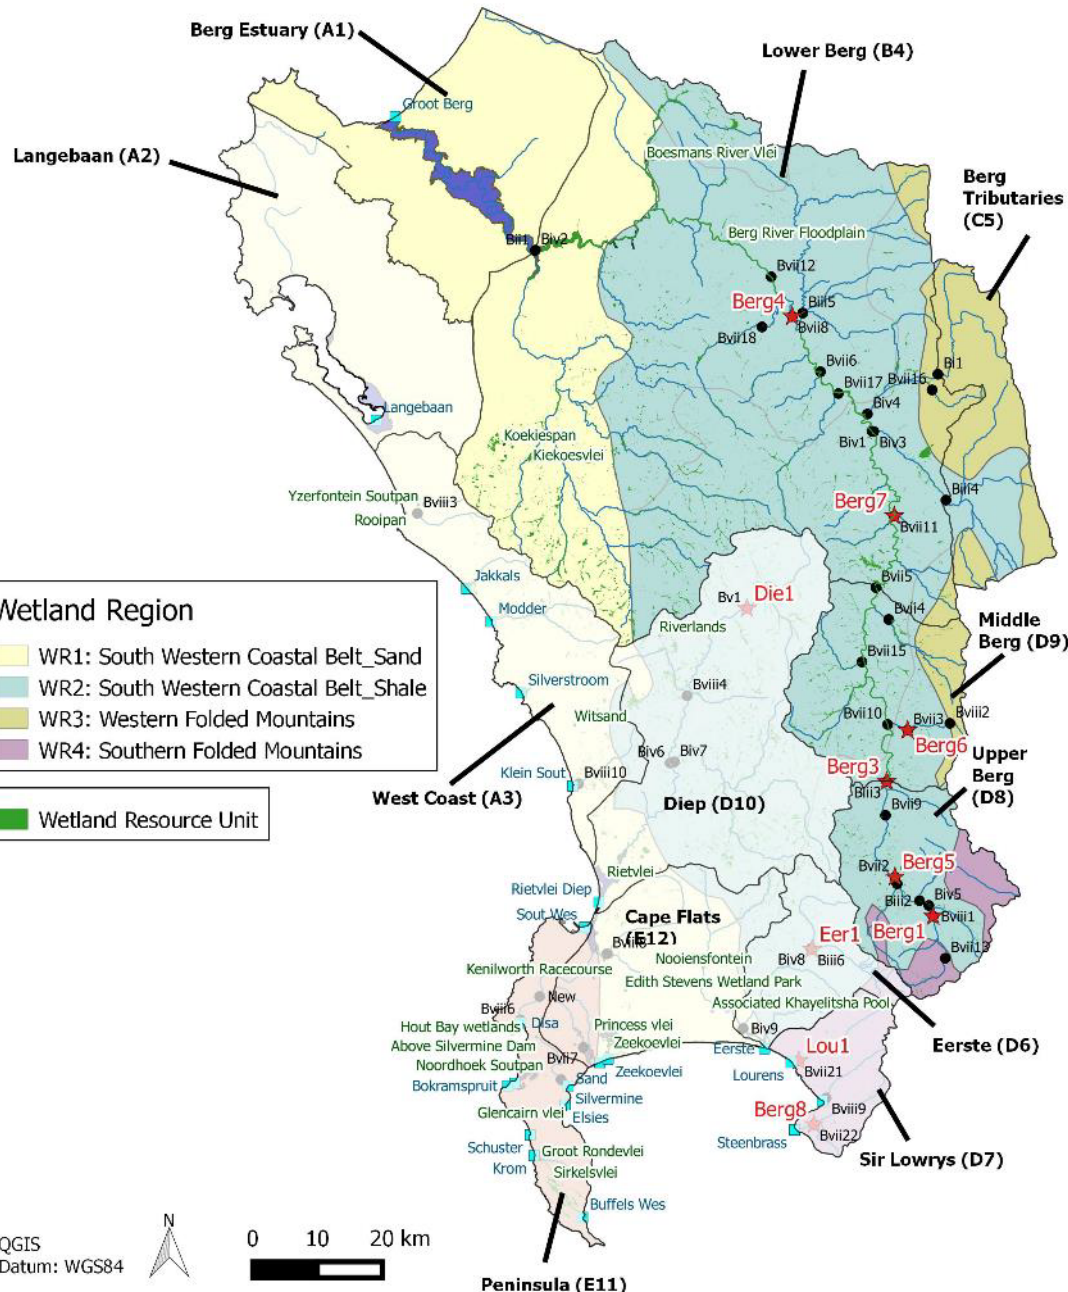 Berg Estuary (A1)
Lower Berg (B4)
Groot Berg
Langebaan (A2)
Boesmans River Vlei
Berg
Tributaries
(C5)
Berg River Floodplain
Bii1
Biv2
Bvii12
Berg4
Biii5
Bvii8
Bvii18
Bvii6
Bvii16
Bi1
Bvii17
Biv4
Langebaan
Biv1
Biv3
Koekiespan
Kiekoesvlei
Yzerfontein Soutpan
Bviii3
Rooipan
Biii4
Berg7
Bvii11
Jakkals
Modder
Bvii5
Bv1
Die1
Bvii4
Riverlands
Middle
Berg (D9)
Wetland Region
WR1: South Western Coastal Belt_Sand
WR2: South Western Coastal Belt_Shale
WR3: Western Folded Mountains
WR4: Southern Folded Mountains
Wetland Resource Unit
Bvii15
Silverstroom
Bviii4
Witsand
Bvii10
Bvii3
Bviii2
Berg6
Biv6
Biv7
Upper
Berg
(D8)
Klein Sout
Bviii10
Berg3
Biii3
West Coast (A3)
Diep (D10)
Bvii9
Rietvlei
Bvii2
Berg5
Rietvlei Diep
Biii2
Biv5
Sout Wes
Cape Flats
(E12)
Berg1
Bviii1
Eer1
Nooiensfontein
Biv8
Biii6
Bvii13
Kenilworth Racecourse
Edith Stevens Wetland Park
New
Associated Khayelitsha Pool
Bviii6
Disa
Hout Bay wetlands
Princess vlei
Biv9
Above Silvermine Dam
Zeekoevlei
Eerste
Eerste (D6)
Lou1
Noordhoek Soutpan
Bvii7
Zeekoevlei
Lourens
Bvii21
Bokramspruit
Sand
Silvermine
Glencairn vlei
Elsies
Berg8
Bviii9
Steenbrass
Bvii22
Schuster
Groot Rondevlei
Sir Lowrys (D7)
Krom
Sirkelsvlei
Buffels Wes
N
QGIS
Datum: WGS84
0 10 20 km
Peninsula (E11)